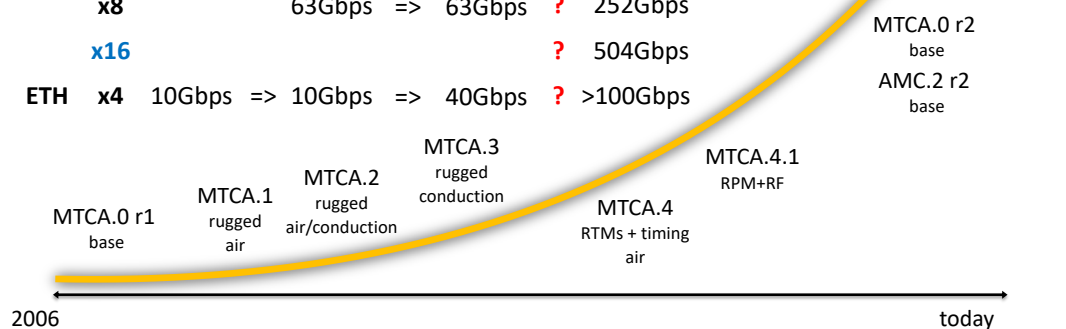 x8 63Gbps => 63Gbps ? 252Gbps
x16 ? 504Gbps
ETH x4 10Gbps => 10Gbps => 40Gbps ? >100Gbps
MTCA.0 r2
base
AMC.2 r2
base
MTCA.4.1
RPM+RF
MTCA.3
rugged
conduction
MTCA.2
rugged
air/conduction
MTCA.1
rugged
air
MTCA.0 r1
base
MTCA.4
RTMs + timing
air
2006 today